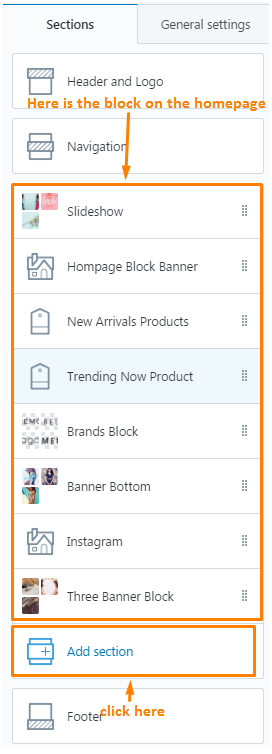 Sections General settings
Header and Logo
Here is the block on the homepage
Navigation
Slideshow
Hompage Block Banner
New Arrivals Products
Trending Now Product
Brands Block
Banner Bottom
Instagram
Three Banner Block
Add section
click here
Footer